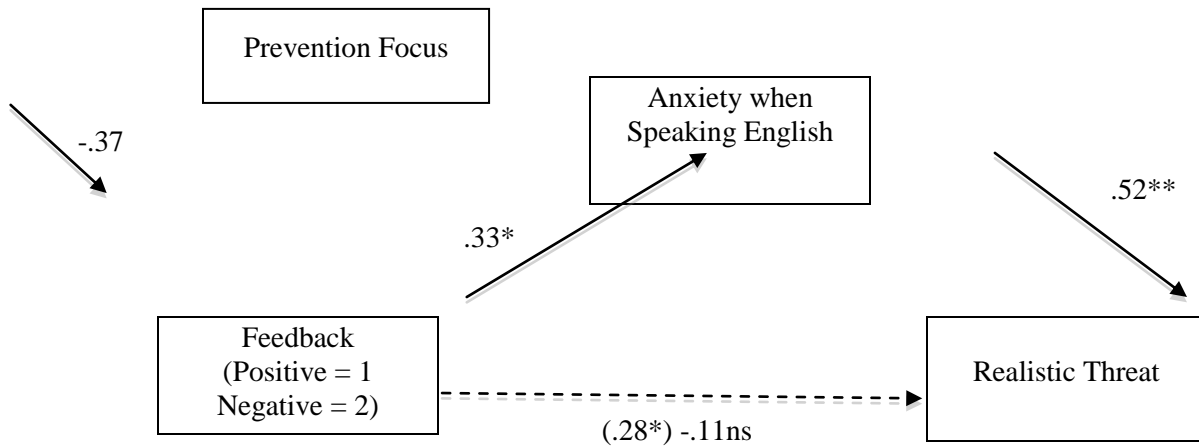 Prevention Focus
Anxiety when
Speaking English
-.37
.52**
.33*
Feedback
(Positive = 1
Negative = 2)
Realistic Threat
(.28*) -.11ns